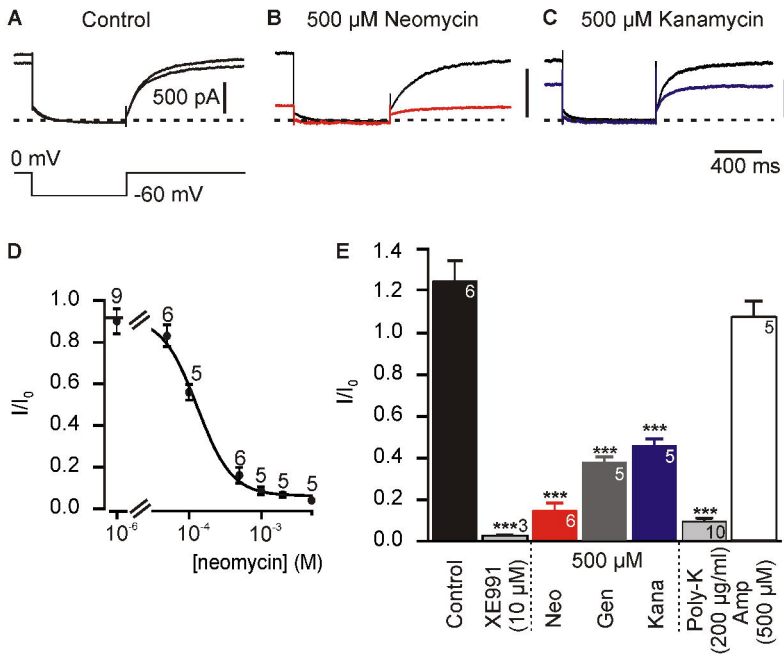 A Control
B 500 µM Neomycin
C 500 µM Kanamycin
500 pA
0 mV
-60 mV
400 ms
D
I/I0
1.0
0.8
0.6
0.4
0.2
0.0
9
6
5
6
5
5
5
10-6
10-4
10-3
[neomycin] (M)
E
I/I0
1.4
1.2
1.0
0.8
0.6
0.4
0.2
0.0
6
***3
***
6
***
5
***
5
***
10
5
500 µM
Control
XE991
(10 µM)
Neo
Gen
Kana
Poly-K
(200 µg/ml)
Amp
(500 µM)